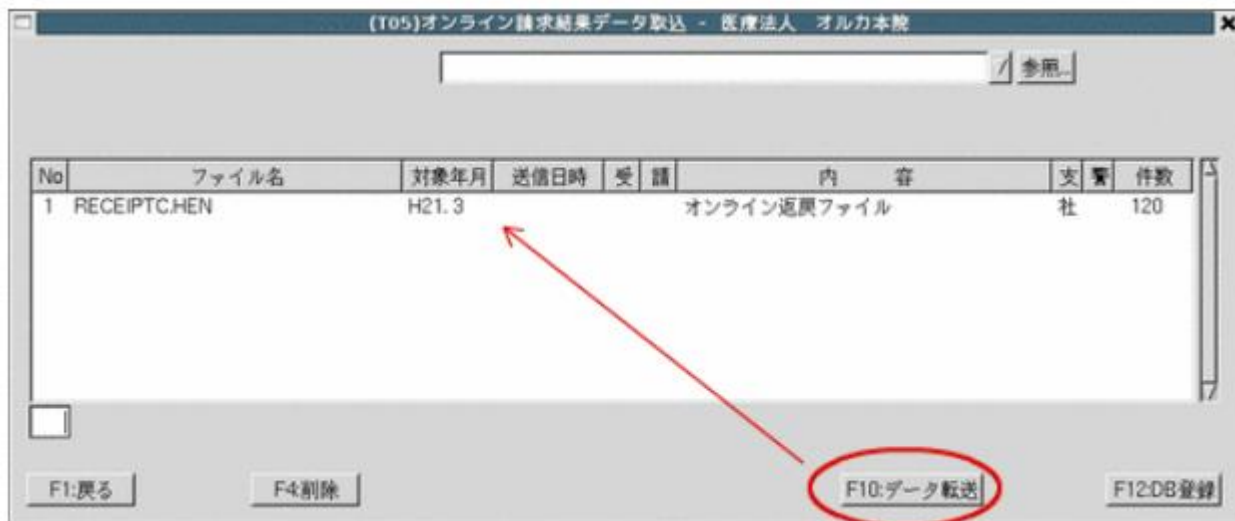 (T05)オンライン請求結果データ取込 - 医療法人 オルカ本院
参照...
No ファイル名 対象年月 送信日時 受 請 内 容 支 警 件数
1 RECEIPTC.HEN H21. 3 オンライン返戻ファイル 社 120
F1:戻る F4:削除 F10:データ転送 F12:DB登録